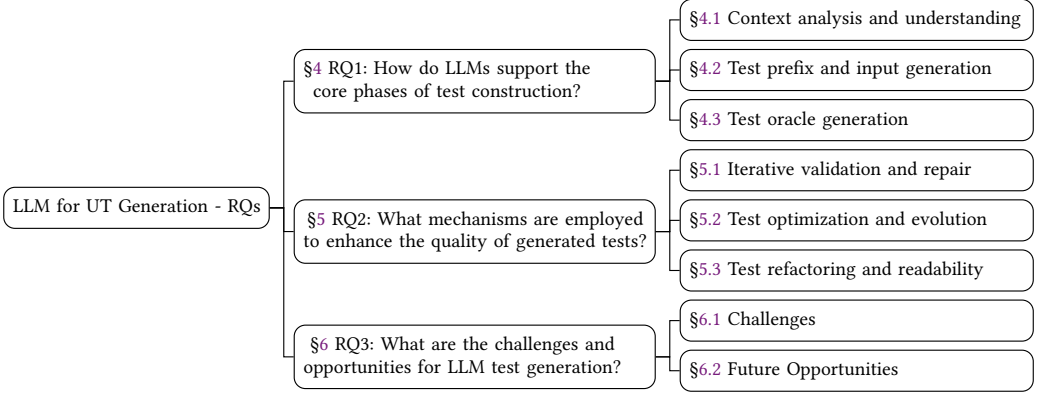 LLM for UT Generation - RQs
§4 RQ1: How do LLMs support the
core phases of test construction?
§4.1 Context analysis and understanding
§4.2 Test prefix and input generation
§4.3 Test oracle generation
§5 RQ2: What mechanisms are employed
to enhance the quality of generated tests?
§5.1 Iterative validation and repair
§5.2 Test optimization and evolution
§5.3 Test refactoring and readability
§6 RQ3: What are the challenges and
opportunities for LLM test generation?
§6.1 Challenges
§6.2 Future Opportunities